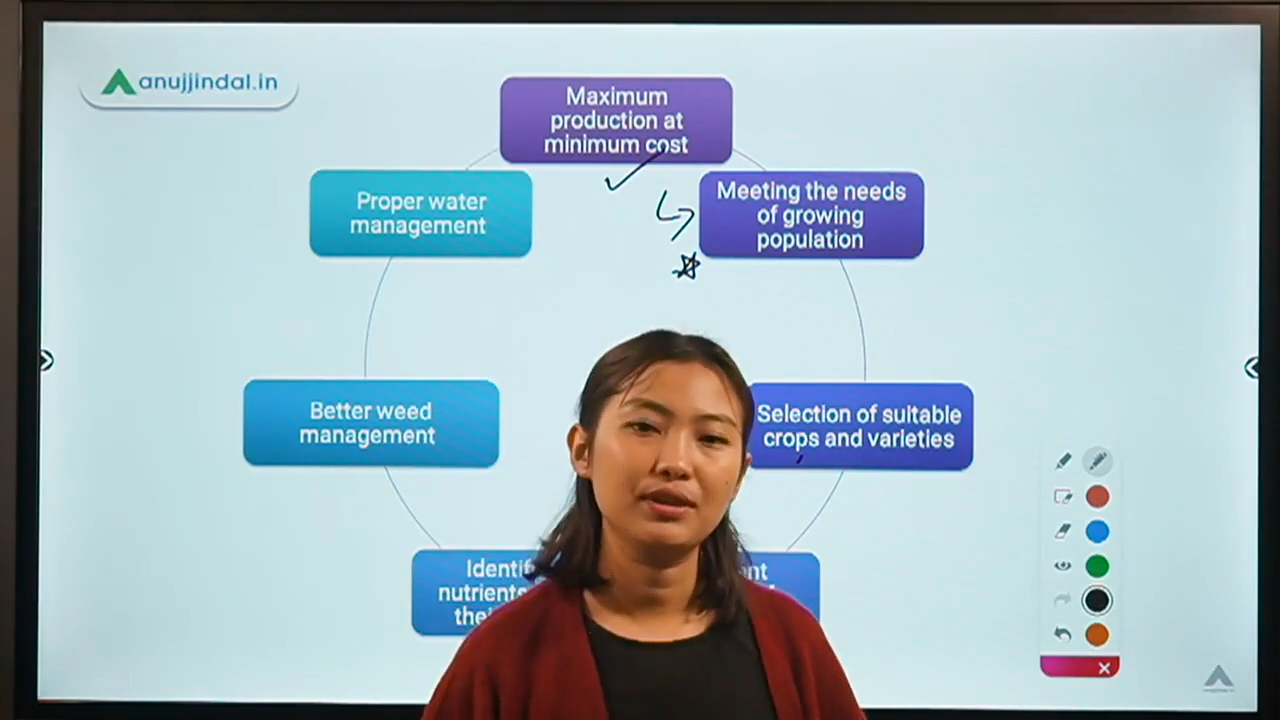 anujjindal.in
Maximum
production at
minimum cost
Proper water
management
Meeting the needs
of growing
population
Better weed
management
Selection of suitable
crops and varieties
nutrients